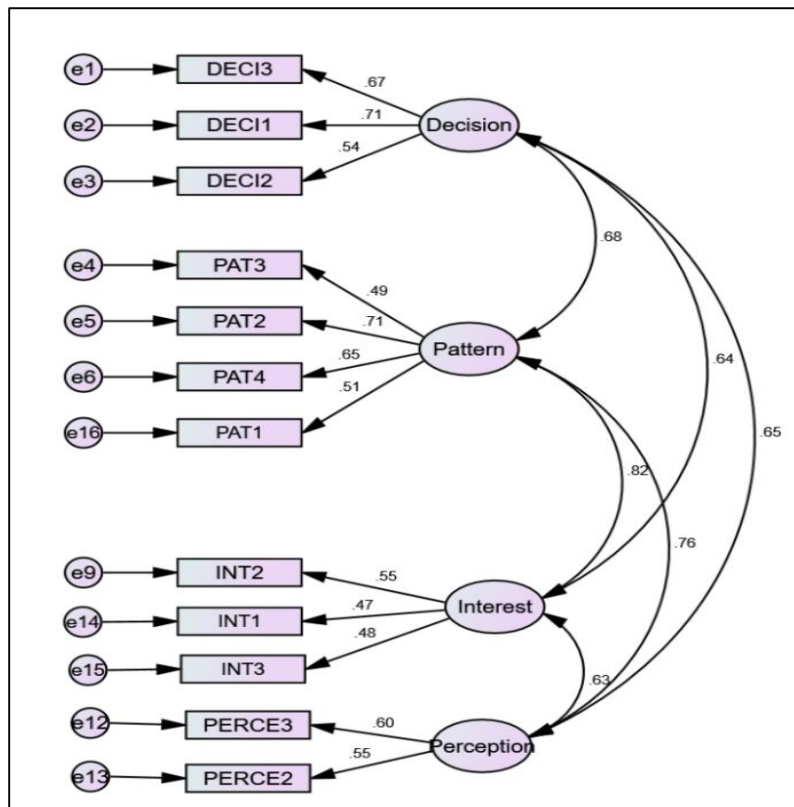 e1 DECI3 .67
e2 DECI1 .71 Decision
e3 DECI2 .54
.68
e4 PAT3 .49
e5 PAT2 .71 Pattern
e6 PAT4 .65 .64
e16 PAT1 .51 .65
.82
.76
e9 INT2 .55
e14 INT1 .47 Interest
e15 INT3 .48 .63
e12 PERCE3 .60
Perception
e13 PERCE2 .55